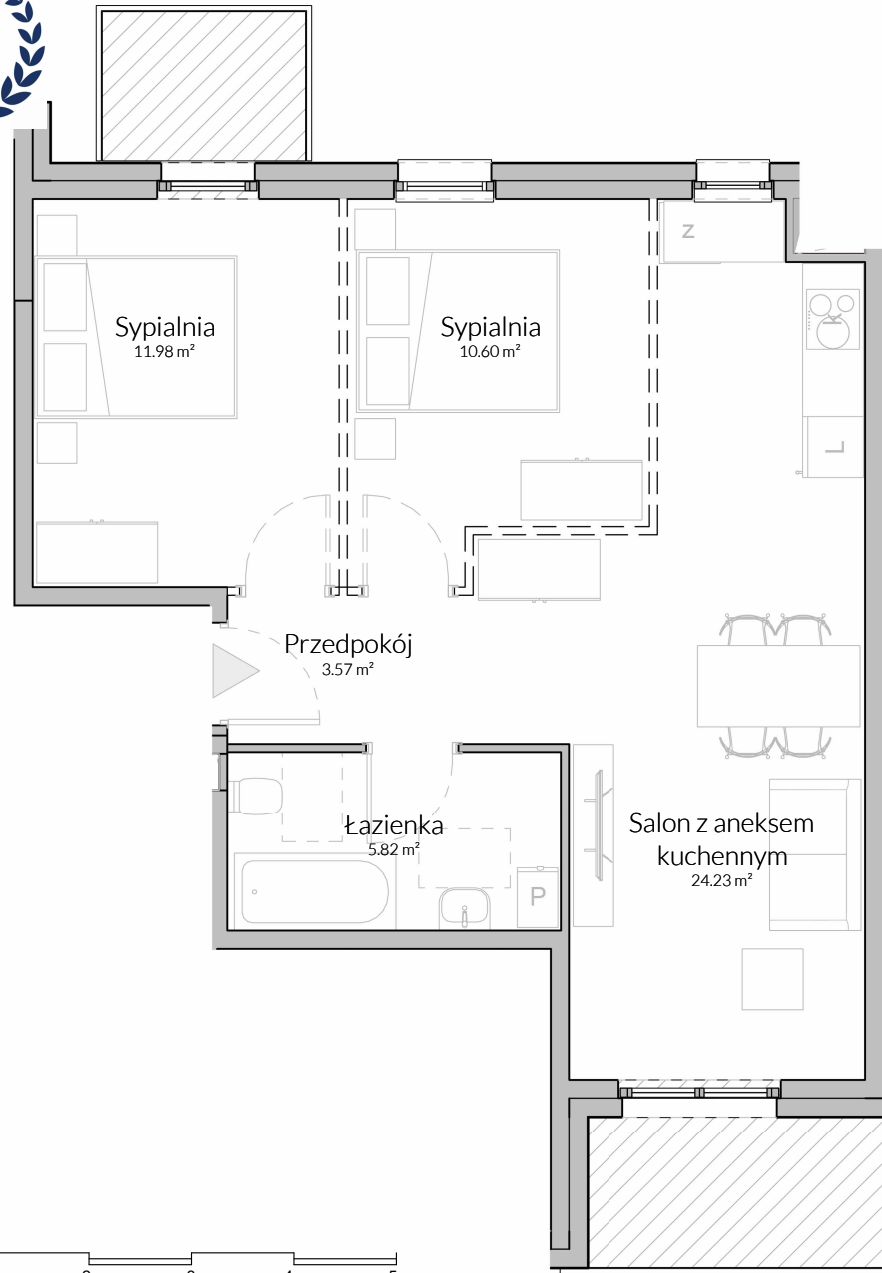 Z
Sypialnia
11.98 m²
Sypialnia
10.60 m²
K
L
Przedpokój
3.57 m²
Łazienka
5.82 m²
P
Salon z aneksem
kuchennym
24.23 m²